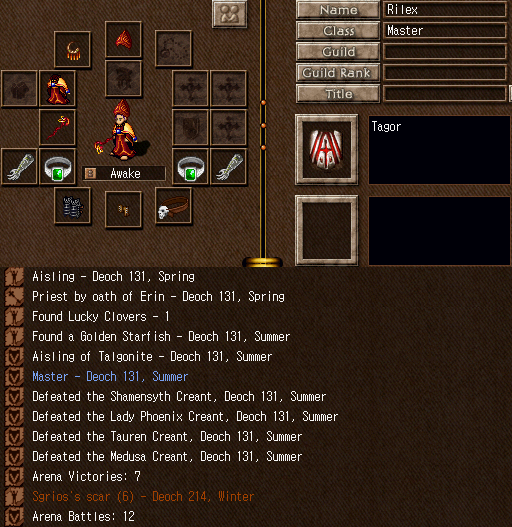 Name Rilex
Class Master
Guild
Guild Rank
Title
Tagor
Awake
Aisling - Deoch 131, Spring
Priest by oath of Erin - Deoch 131, Spring
Found Lucky Clovers - 1
Found a Golden Starfish - Deoch 131, Summer
Aisling of Talgonite - Deoch 131, Summer
Master - Deoch 131, Summer
Defeated the Shamensyth Creant, Deoch 131, Summer
Defeated the Lady Phoenix Creant, Deoch 131, Summer
Defeated the Tauren Creant, Deoch 131, Summer
Defeated the Medusa Creant, Deoch 131, Summer
Arena Victories: 7
Sgrios's scar (6) - Deoch 214, Winter
Arena Battles: 12